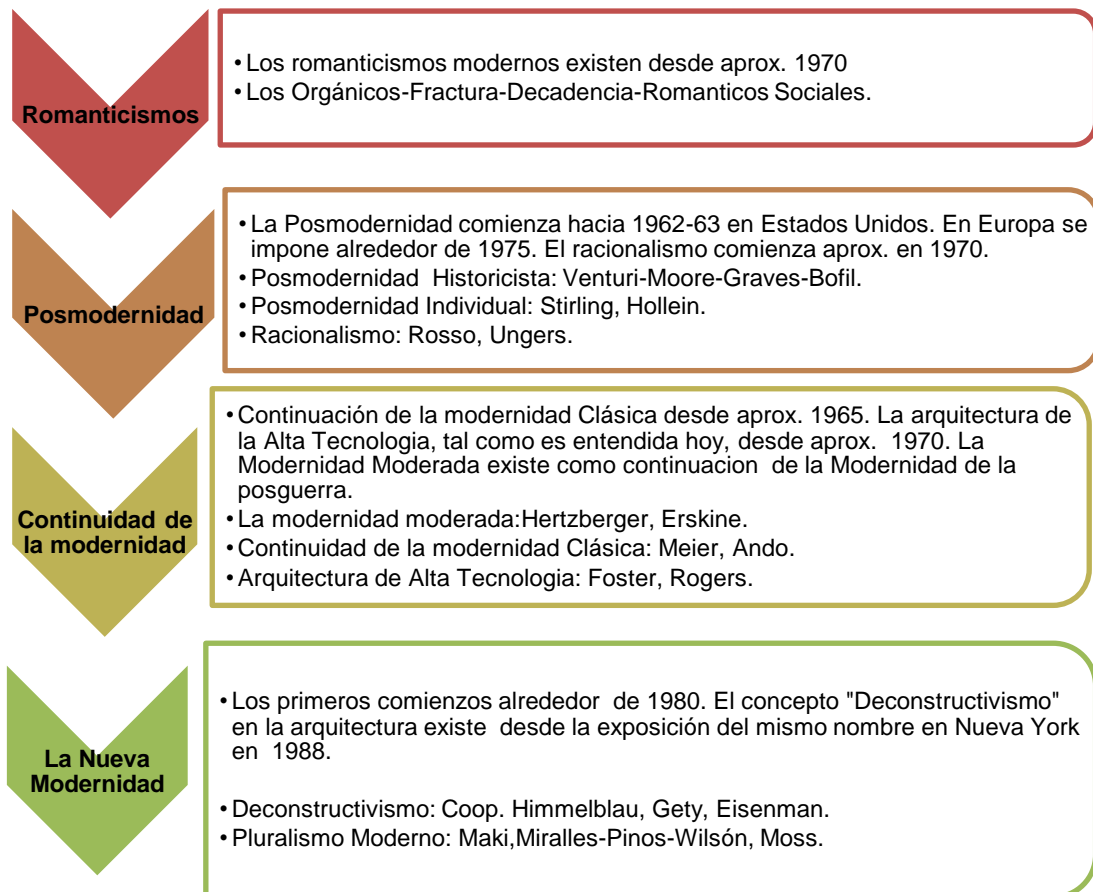 Romanticismos
• Los romanticismos modernos existen desde aprox. 1970
• Los Orgánicos-Fractura-Decadencia-Romanticos Sociales.
Posmodernidad
• La Posmodernidad comienza hacia 1962-63 en Estados Unidos. En Europa se
impone alrededor de 1975. El racionalismo comienza aprox. en 1970.
• Posmodernidad Historicista: Venturi-Moore-Graves-Bofil.
• Posmodernidad Individual: Stirling, Hollein.
• Racionalismo: Rosso, Ungers.
Continuidad de
la modernidad
• Continuación de la modernidad Clásica desde aprox. 1965. La arquitectura de
la Alta Tecnologia, tal como es entendida hoy, desde aprox. 1970. La
Modernidad Moderada existe como continuacion de la Modernidad de la
posguerra.
• La modernidad moderada:Hertzberger, Erskine.
• Continuidad de la modernidad Clásica: Meier, Ando.
• Arquitectura de Alta Tecnologia: Foster, Rogers.
La Nueva
Modernidad
• Los primeros comienzos alrédedor de 1980. El concepto "Deconstructivismo"
en la arquitectura existe desde la exposición del mismo nombre en Nueva York
en 1988.
• Deconstructivismo: Coop. Himmelblau, Gety, Eisenman.
• Pluralismo Moderno: Maki,Miralles-Pinos-Wilsón, Moss.